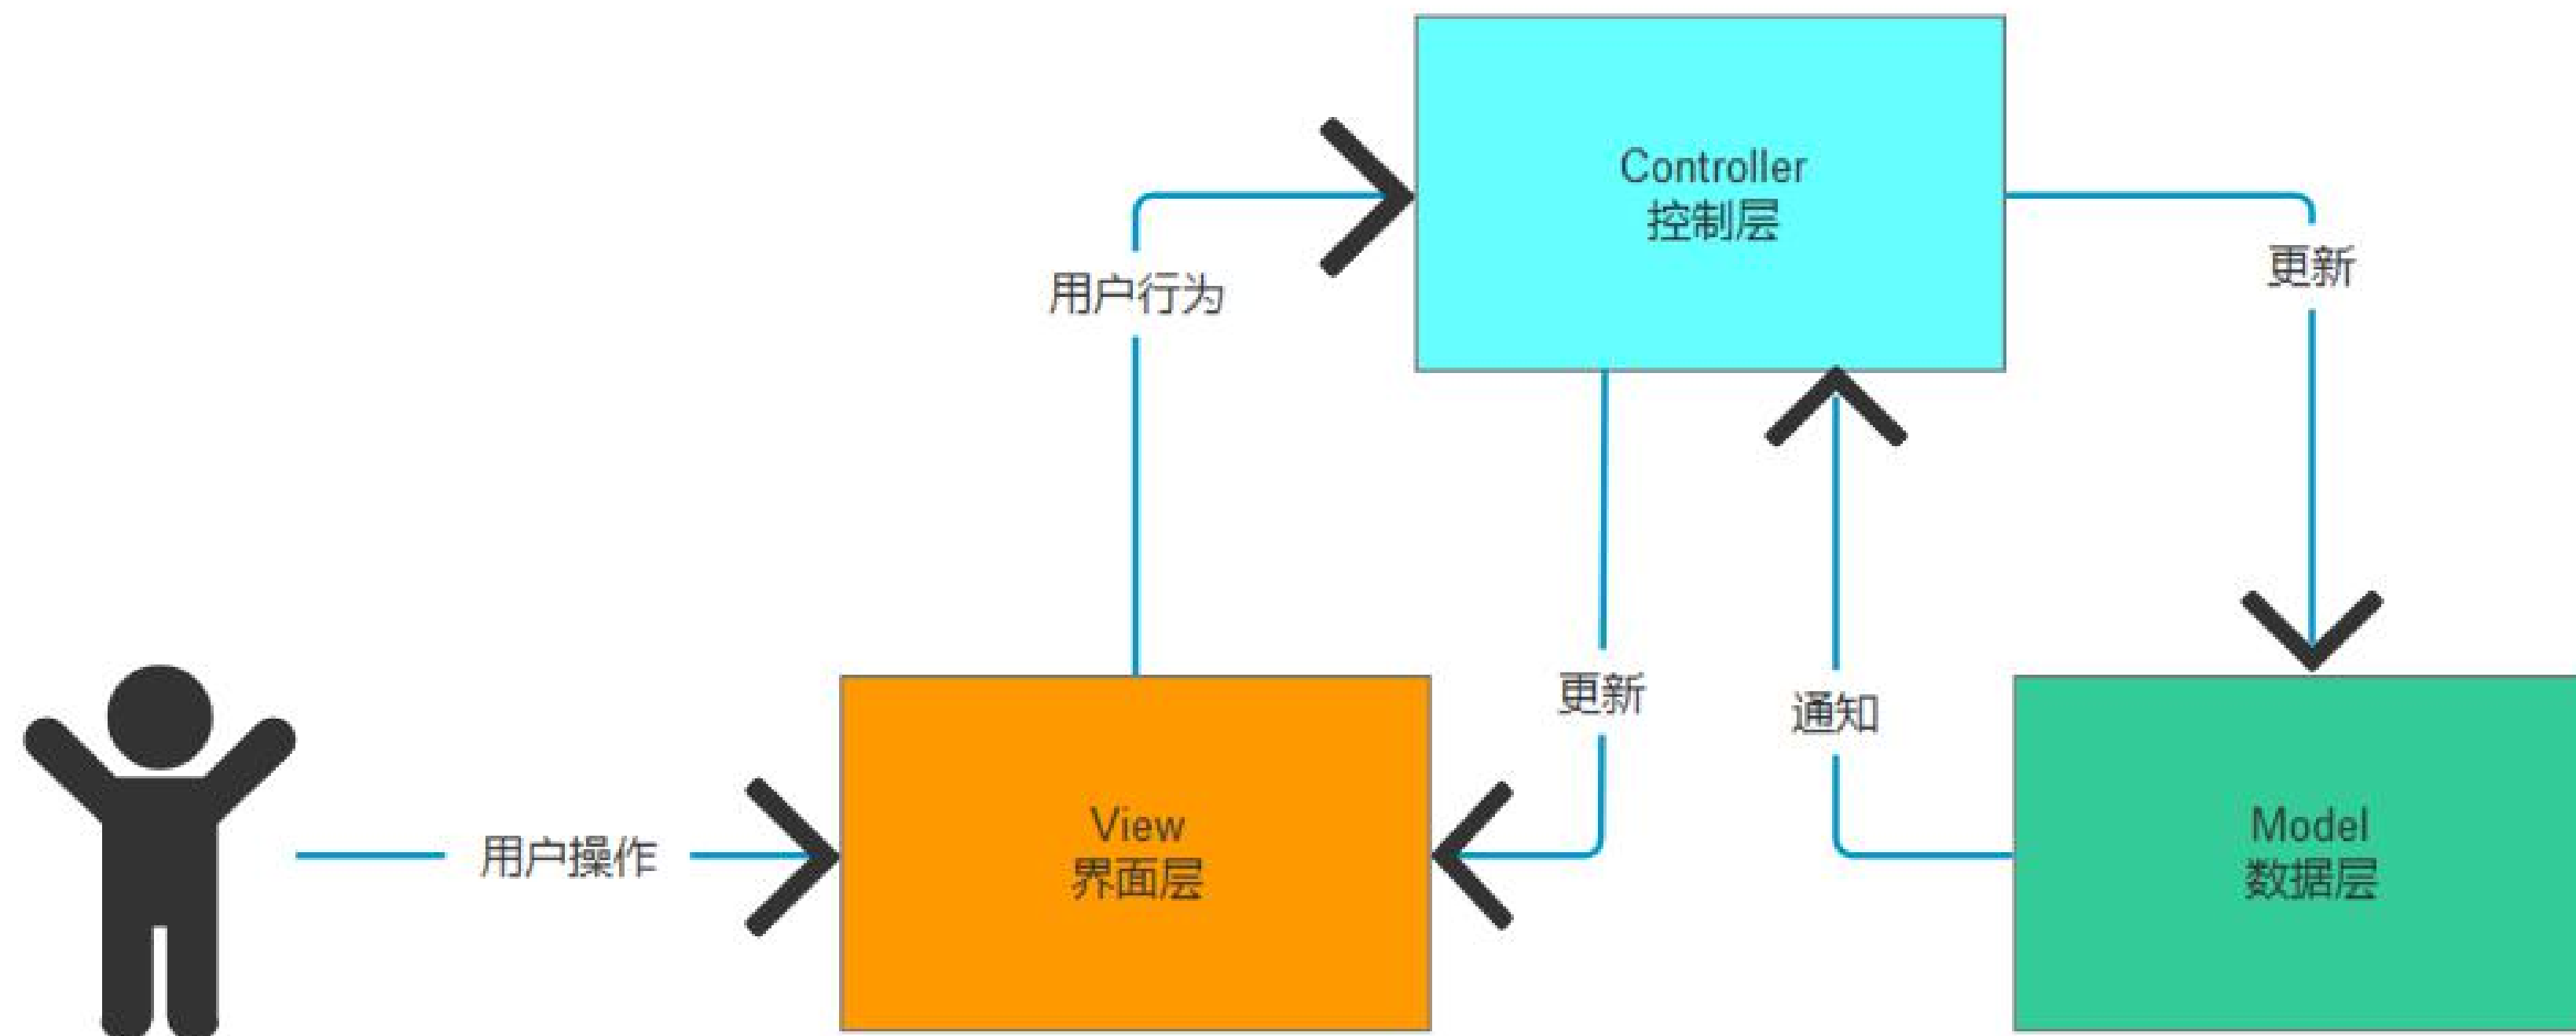 Controller
控制层
用户行为
更新
更新
通知
用户操作
View
界面层
Model
数据层